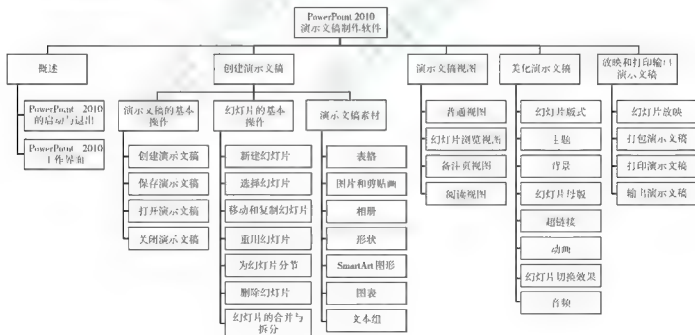 PowerPoint 2010
演示文稿制作软件
概述
创建演示文稿
演示文稿视图
美化演示文稿
放映和打印输出
演示文稿
PowerPoint 2010
的启动与退出
PowerPoint 2010
工作界面
演示文稿的基本
操作
创建演示文稿
保存演示文稿
打开演示文稿
关闭演示文稿
幻灯片的基本
操作
新建幻灯片
选择幻灯片
移动和复制幻灯片
重用幻灯片
为幻灯片分节
删除幻灯片
幻灯片的合并与
拆分
演示文稿素材
表格
图片和剪贴画
相册
形状
SmartArt 图形
图表
文本组
普通视图
幻灯片浏览视图
备注页视图
阅读视图
幻灯片版式
主题
背景
幻灯片母版
超链接
动画
幻灯片切换效果
音频
幻灯片放映
打包演示文稿
打印演示文稿
输出演示文稿